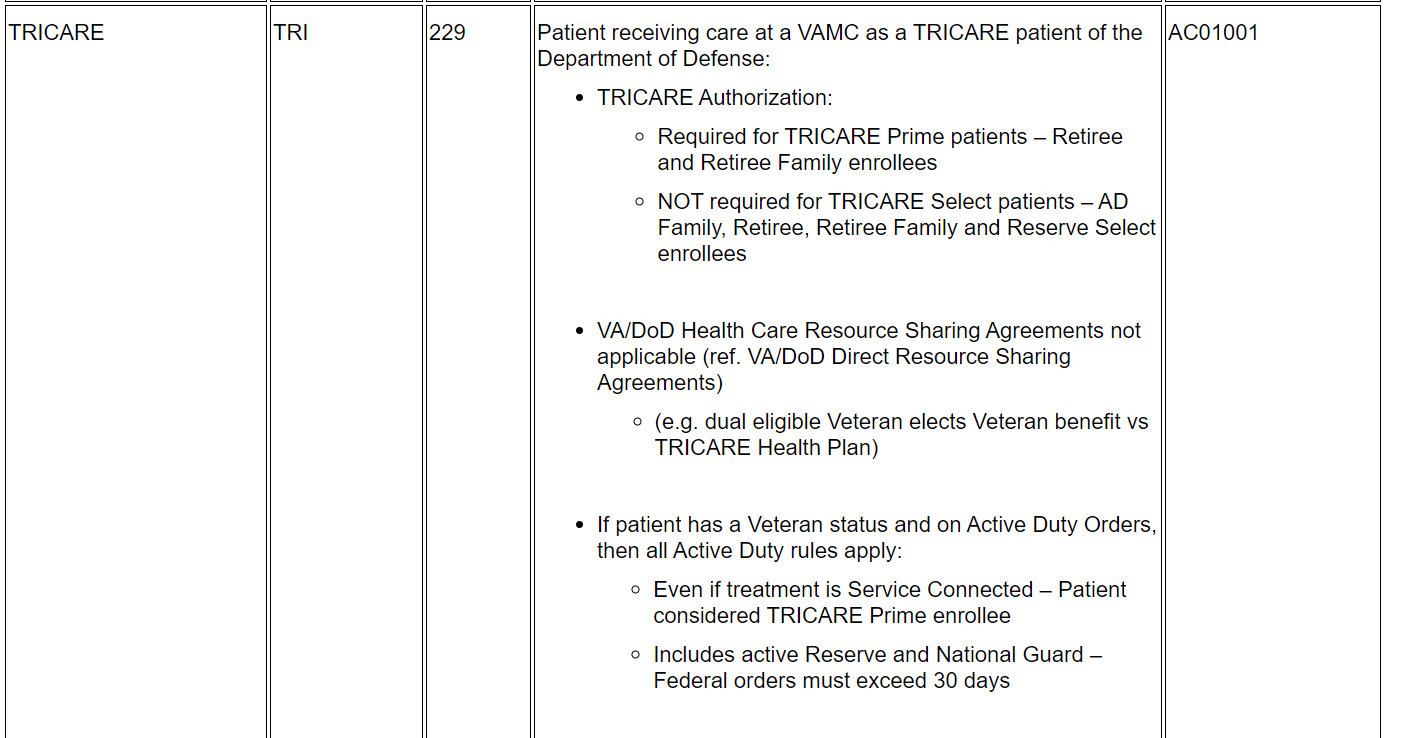 TRICARE
TRI
229
Patient receiving care at a VAMC as a TRICARE patient of the
Department of Defense:
• TRICARE Authorization:
○ Required for TRICARE Prime patients – Retiree
and Retiree Family enrollees
○ NOT required for TRICARE Select patients – AD
Family, Retiree, Retiree Family and Reserve Select
enrollees
• VA/DoD Health Care Resource Sharing Agreements not
applicable (ref. VA/DoD Direct Resource Sharing
Agreements)
○ (e.g. dual eligible Veteran elects Veteran benefit vs
TRICARE Health Plan)
• If patient has a Veteran status and on Active Duty Orders,
then all Active Duty rules apply:
○ Even if treatment is Service Connected – Patient
considered TRICARE Prime enrollee
○ Includes active Reserve and National Guard –
Federal orders must exceed 30 days
AC01001